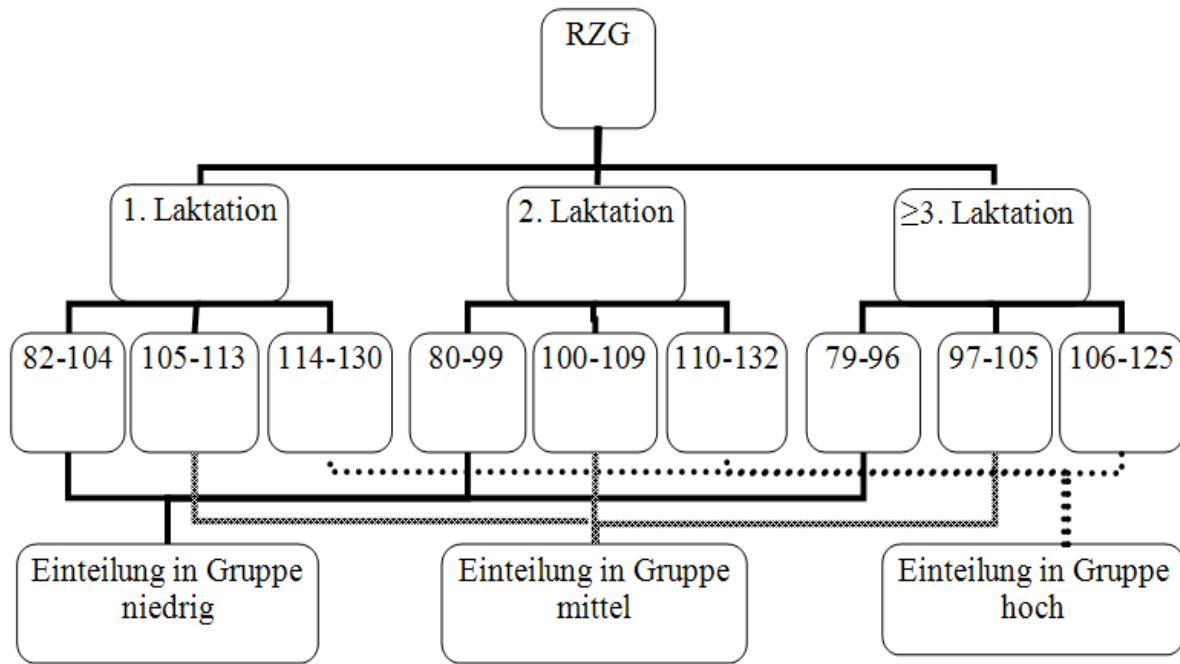 RZG
1. Laktation
2. Laktation
≥3. Laktation
82-104
105-113
114-130
80-99
100-109
110-132
79-96
97-105
106-125
Einteilung in Gruppe
niedrig
Einteilung in Gruppe
mittel
Einteilung in Gruppe
hoch